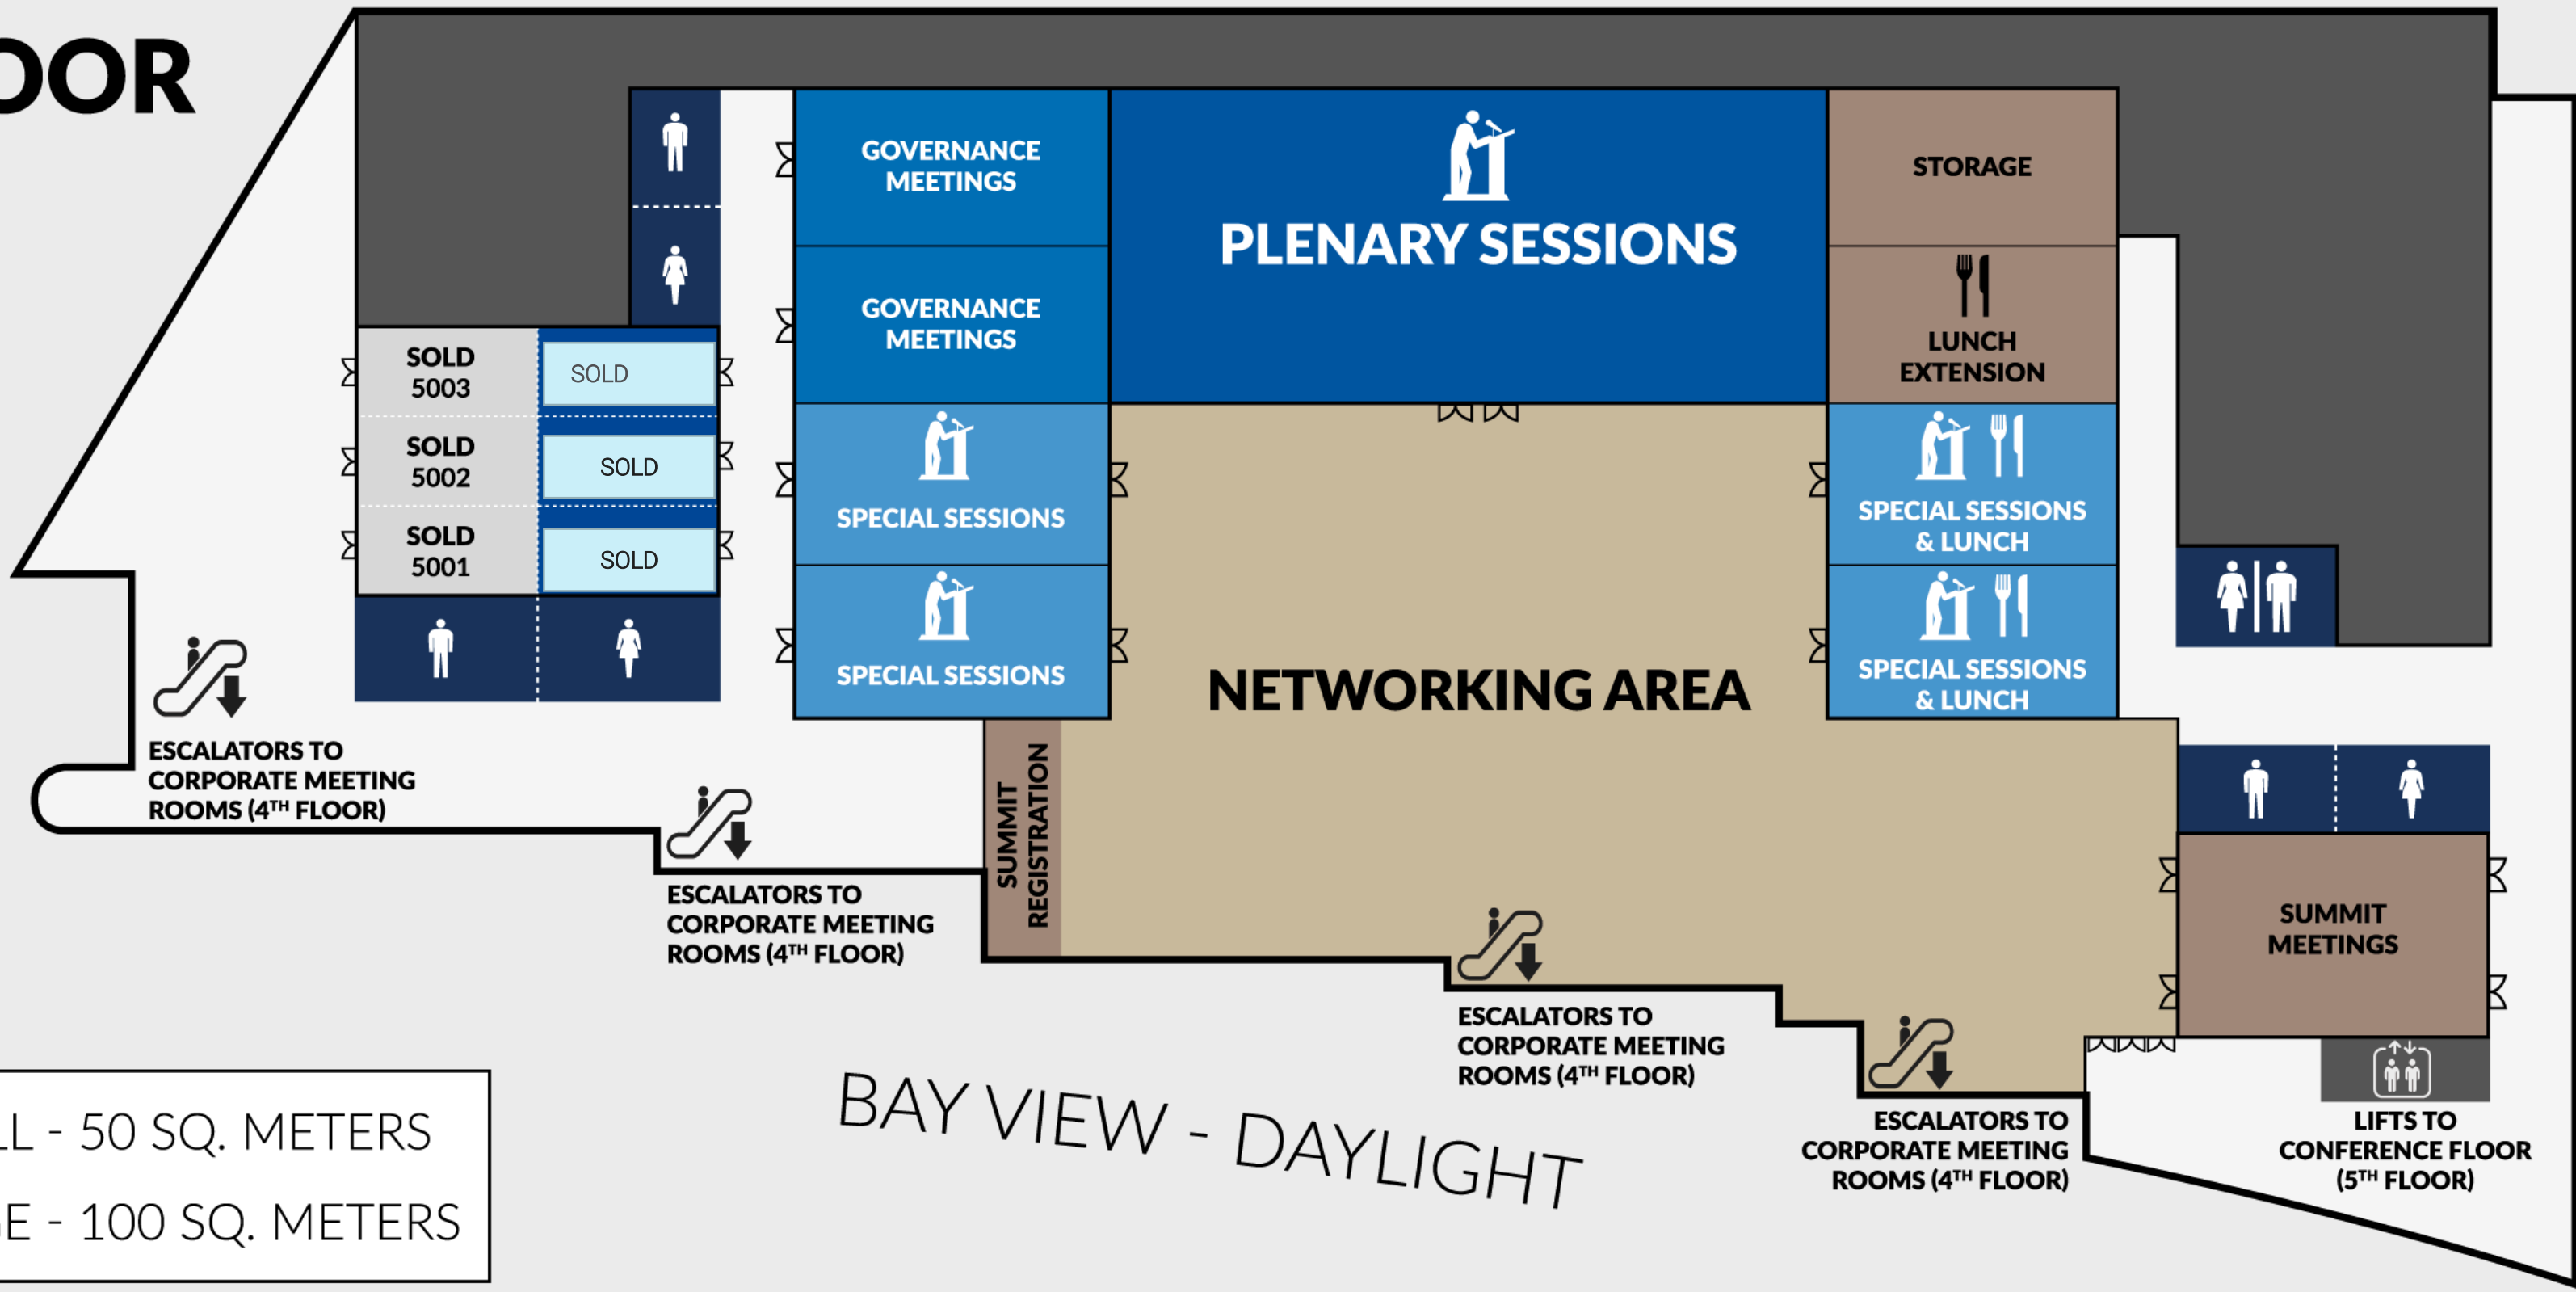 OOR
GOVERNANCE
MEETINGS
PLENARY SESSIONS
STORAGE
GOVERNANCE
MEETINGS
LUNCH
EXTENSION
SOLD
5003
SOLD
SOLD
5002
SOLD
SOLD
5001
SOLD
SPECIAL SESSIONS
SPECIAL SESSIONS
& LUNCH
SPECIAL SESSIONS
NETWORKING AREA
SPECIAL SESSIONS
& LUNCH
ESCALATORS TO
CORPORATE MEETING
ROOMS (4TH FLOOR)
SUMMIT
REGISTRATION
ESCALATORS TO
CORPORATE MEETING
ROOMS (4TH FLOOR)
SUMMIT
MEETINGS
ESCALATORS TO
CORPORATE MEETING
ROOMS (4TH FLOOR)
ESCALATORS TO
CORPORATE MEETING
ROOMS (4TH FLOOR)
LIFTS TO
CONFERENCE FLOOR
(5TH FLOOR)
BAY VIEW - DAYLIGHT
LL - 50 SQ. METERS
GE - 100 SQ. METERS